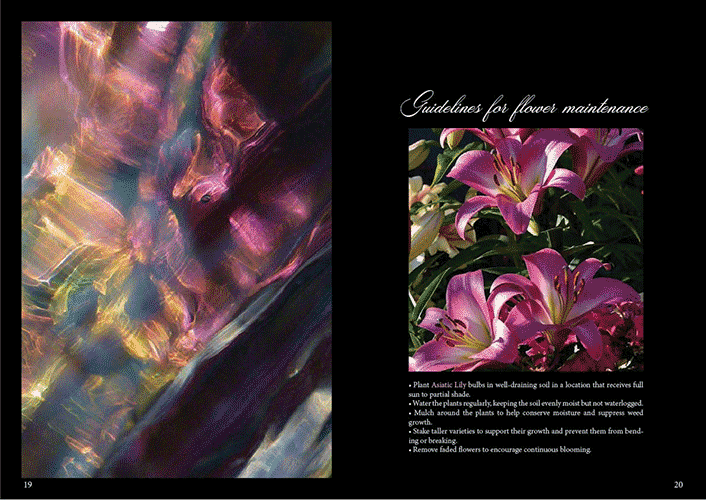 Guidelines for flower maintenance
• Plant Asiatic Lily bulbs in well-draining soil in a location that receives full
sun to partial shade.
• Water the plants regularly, keeping the soil evenly moist but not waterlogged.
• Mulch around the plants to help conserve moisture and suppress weed
growth.
• Stake taller varieties to support their growth and prevent them from bend-
ing or breaking.
• Remove faded flowers to encourage continuous blooming.
19
20